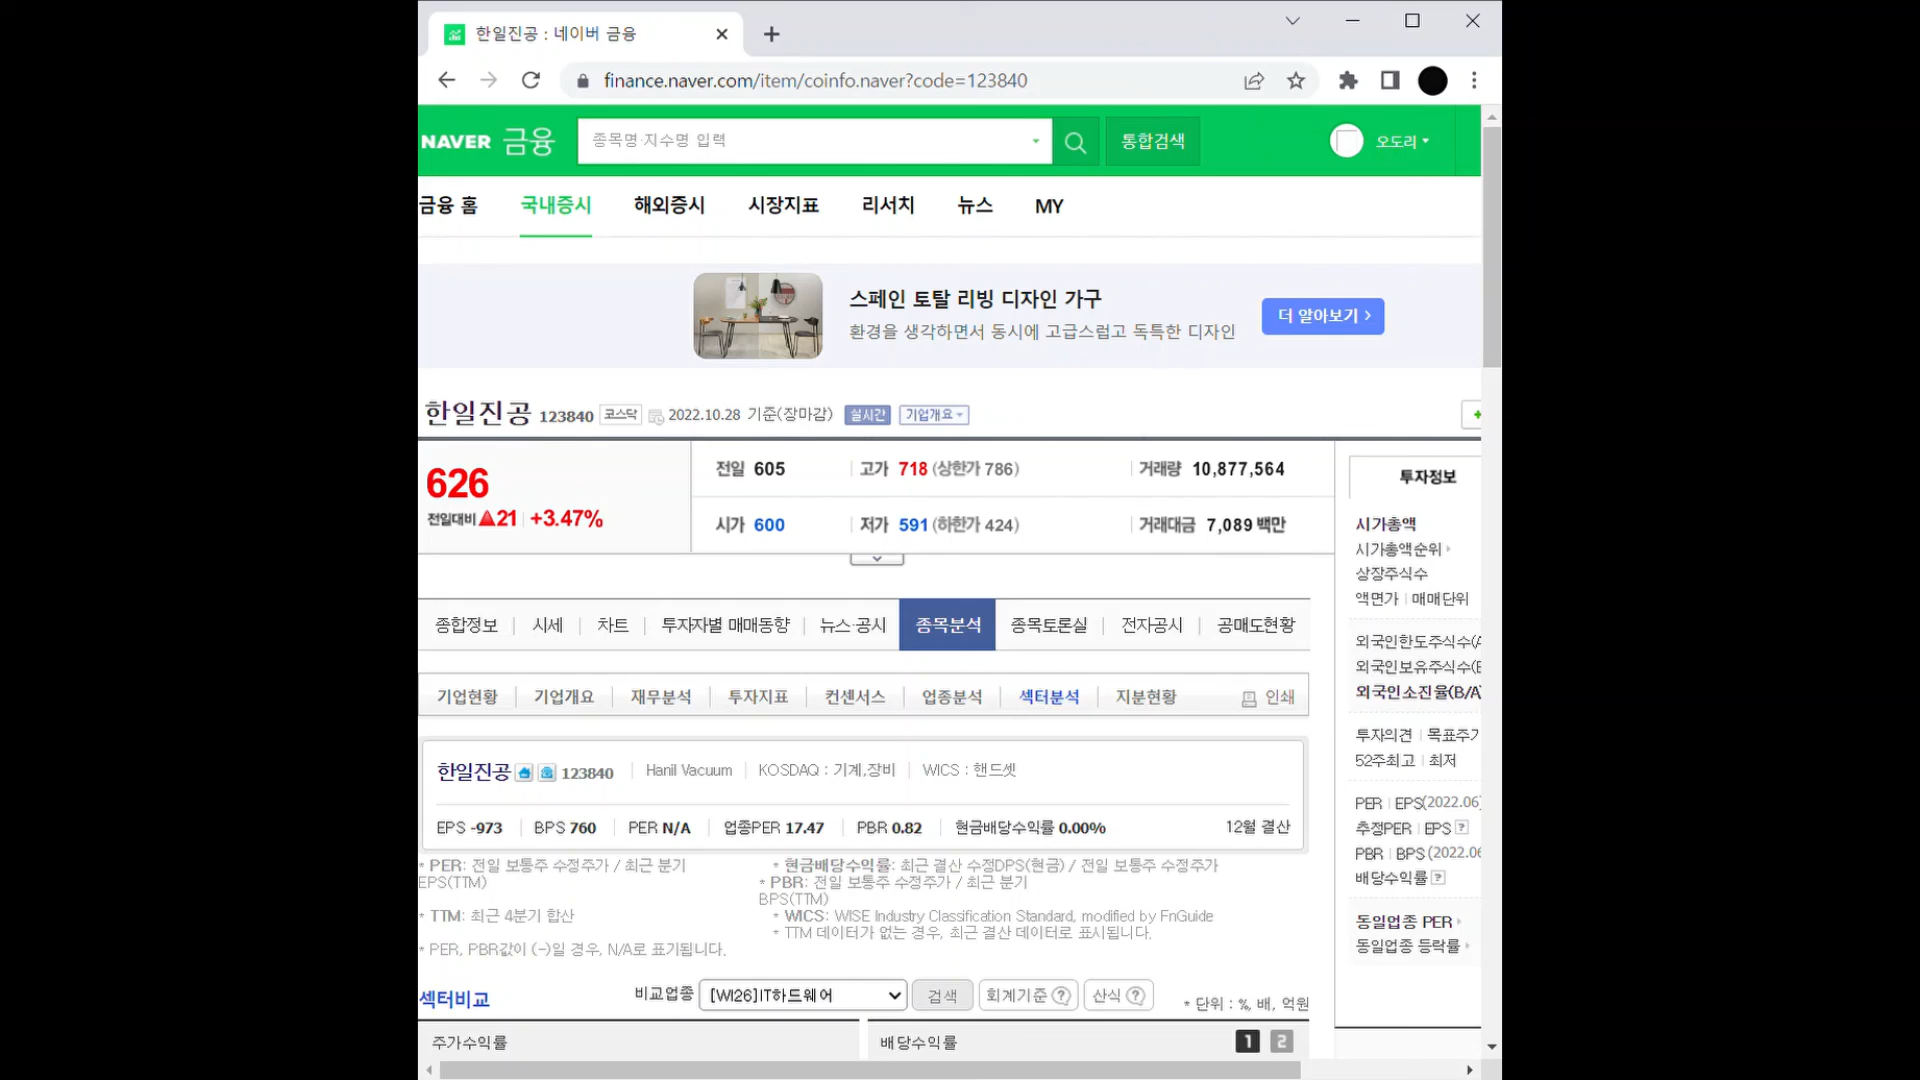 한일진공 : 네이버 금융
finance.naver.com/item/coinfo.naver?code=123840
NAVER 금융 종목명·지수명 입력 통합검색 오도리
금융 홈 국내증시 해외증시 시장지표 리서치 뉴스 MY
스페인 토탈 리빙 디자인 가구
환경을 생각하면서 동시에 고급스럽고 독특한 디자인
더 알아보기 >
한일진공 123840 코스닥 2022.10.28 기준(장마감) 실시간 기업개요
626
전일대비 ▲21 +3.47%
전일 605 고가 718 (상한가 786) 거래량 10,877,564
시가 600 저가 591 (하한가 424) 거래대금 7,089 백만
투자정보
시가총액
시가총액순위
상장주식수
액면가 매매단위
외국인한도주식수(A
외국인보유주식수(B
외국인소진율(B/A)
투자의견 목표주가
52주최고 최저
PER EPS(2022.06)
추정PER EPS ?
PBR BPS (2022.06
배당수익률 ?
동일업종 PER
동일업종 등락률
종합정보 시세 차트 투자자별 매매동향 뉴스·공시 종목분석 종목토론실 전자공시 공매도현황
기업현황 기업개요 재무분석 투자지표 컨센서스 업종분석 섹터분석 지분현황 인쇄
한일진공 123840 Hanil Vacuum KOSDAQ : 기계,장비 WICS : 핸드셋
EPS -973 BPS 760 PER N/A 업종PER 17.47 PBR 0.82 현금배당수익률 0.00% 12월 결산
* PER: 전일 보통주 수정주가 / 최근 분기
EPS(TTM)
* TTM: 최근 4분기 합산
* PER, PBR값이 (-)일 경우, N/A로 표기됩니다.
* 현금배당수익률: 최근 결산 수정DPS(현금) / 전일 보통주 수정주가
* PBR: 전일 보통주 수정주가 / 최근 분기
BPS(TTM)
* WICS: WISE Industry Classification Standard, modified by FnGuide
* TTM 데이터가 없는 경우, 최근 결산 데이터로 표시됩니다.
섹터비교 비교업종 [WI26]IT하드웨어 검색 회계기준 ? 산식 ? * 단위 : %, 배, 억원
주가수익률 배당수익률 1 2